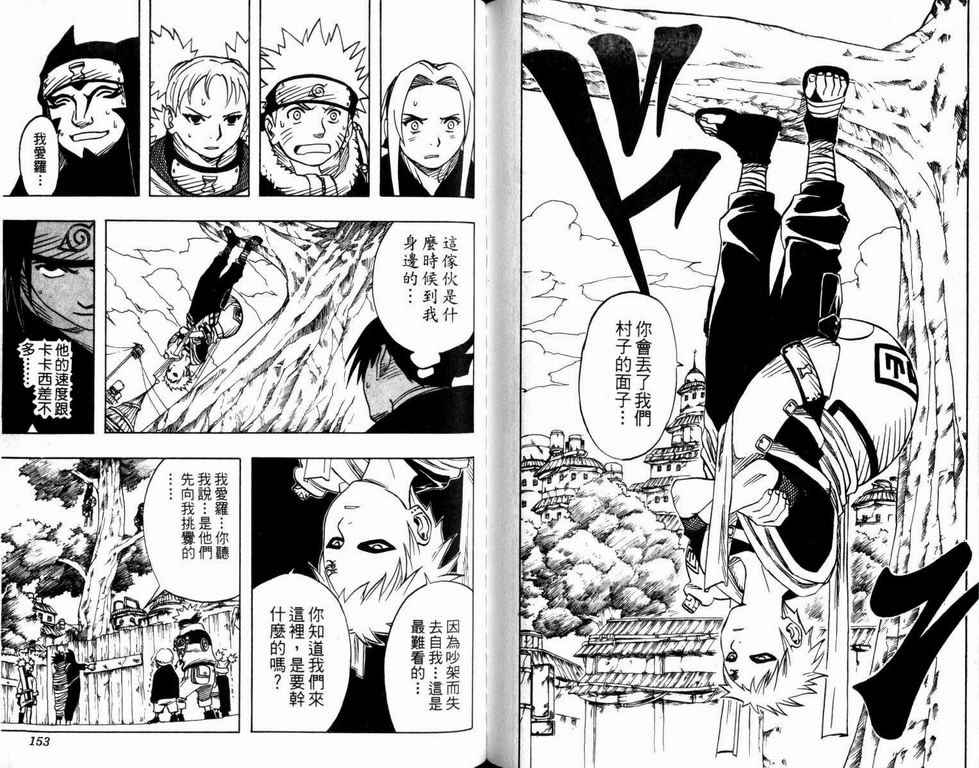 ドドン
你會丟了我們
村子的面子…
我愛羅…
這傢伙是什
麼時候到我
身邊的…
他的速度跟
卡卡西差不
多……
因為吵架而失
去自我…這是
最難看的…
你知道我們來
這裡，是要幹
什麼的嗎？
我愛羅…你聽
我說…是他們
先向我挑釁的
……
153